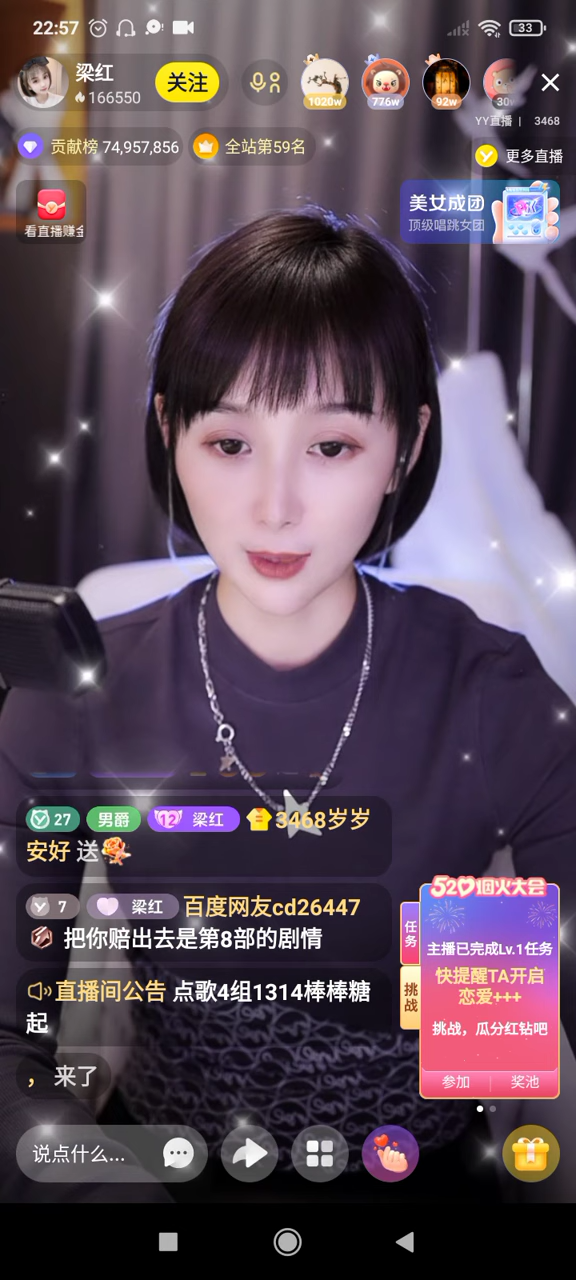 22:57
33
梁红
166550
关注
1020w
776w
92w
30
YY直播 | 3468
贡献榜 74,957,856
全站第59名
更多直播
看直播赚金
美女成团
顶级唱跳女团
27 男爵 12 梁红 3468岁岁
安好 送
7 梁红 百度网友cd26447
把你赔出去是第8部的剧情
直播间公告 点歌4组1314棒棒糖
起
， 来了
520烟火大会
任务
挑战
主播已完成Lv.1任务
快提醒TA开启
恋爱+++
挑战，瓜分红钻吧
参加 奖池
说点什么...